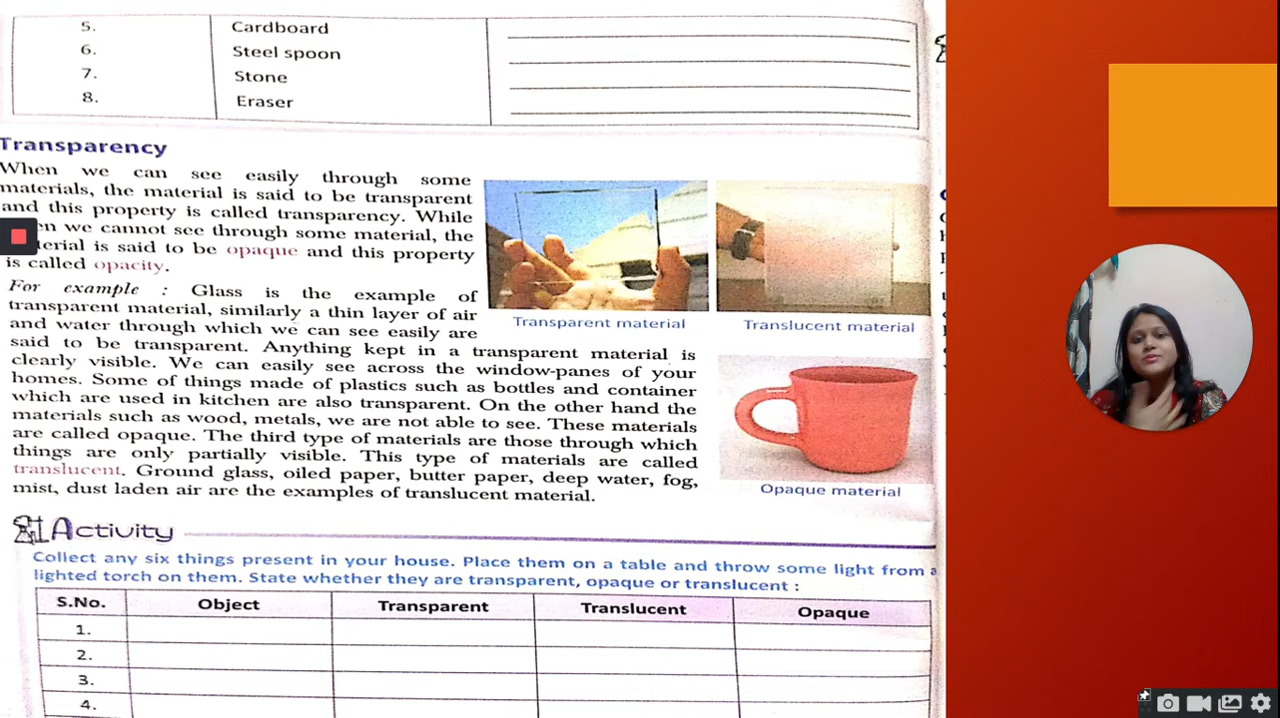 5. Cardboard
6. Steel spoon
7. Stone
8. Eraser
Transparency
When we can see easily through some
materials, the material is said to be transparent
and this property is called transparency. While
en we cannot see through some material, the
erial is said to be opaque and this property
is called opacity.
For example : Glass is the example of
transparent material, similarly a thin layer of air
and water through which we can see easily are
said to be transparent. Anything kept in a transparent material is
clearly visible. We can easily see across the window-panes of your
homes. Some of things made of plastics such as bottles and container
which are used in kitchen are also transparent. On the other hand the
materials such as wood, metals, we are not able to see. These materials
are called opaque. The third type of materials are those through which
things are only partially visible. This type of materials are called
translucent. Ground glass, oiled paper, butter paper, deep water, fog,
mist, dust laden air are the examples of translucent material.
Transparent material
Translucent material
Opaque material
Activity
Collect any six things present in your house. Place them on a table and throw some light from a
lighted torch on them. State whether they are transparent, opaque or translucent :
S.No. Object Transparent Translucent Opaque
1.
2.
3.
4.